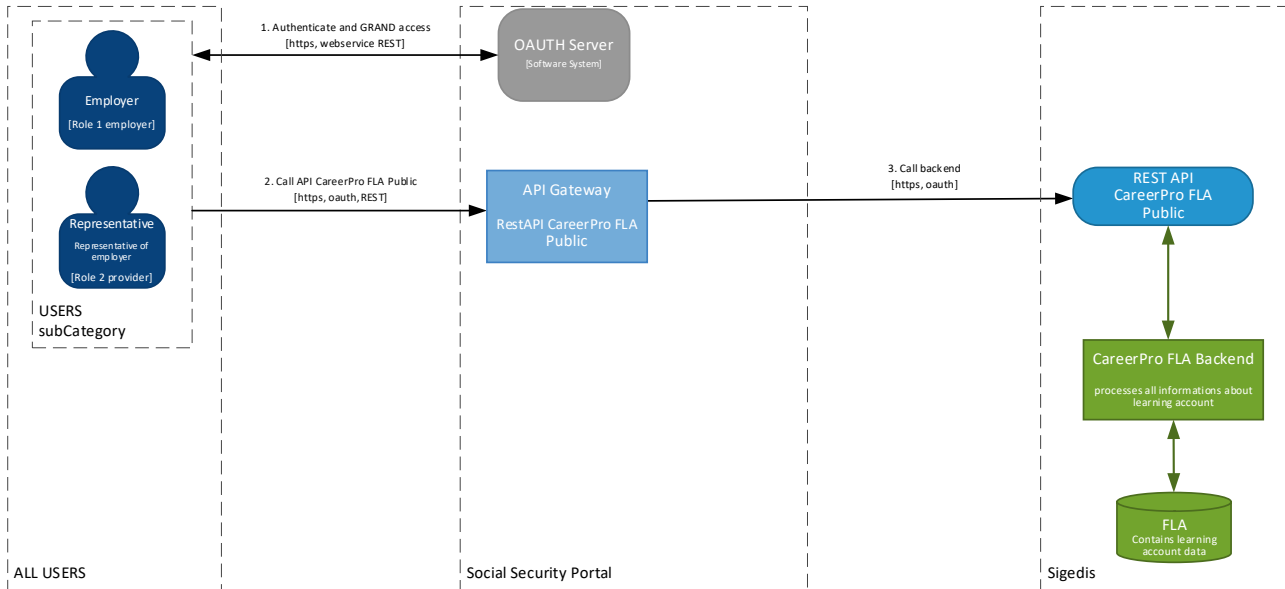 1. Authenticate and GRAND access
[https, webservice REST]
OAUTH Server
[Software System]
Employer
[Role 1 employer]
2. Call API CareerPro FLA Public
[https, oauth, REST]
API Gateway
RestAPI CareerPro FLA
Public
3. Call backend
[https, oauth]
REST API
CareerPro FLA
Public
Representative
Representative of
employer
[Role 2 provider]
USERS
subCategory
CareerPro FLA Backend
processes all informations about
learning account
FLA
Contains learning
account data
ALL USERS
Social Security Portal
Sigedis